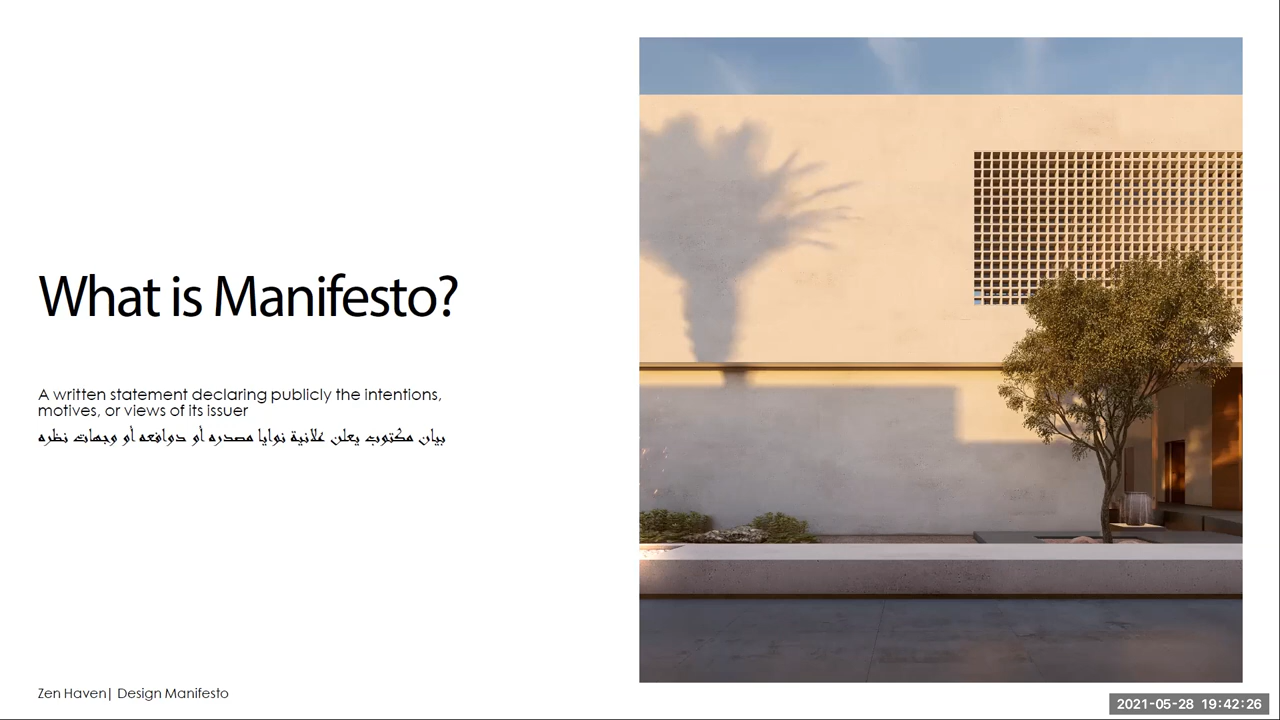 What is Manifesto?
A written statement declaring publicly the intentions,
motives, or views of its issuer
بيان مكتوب يعلن علانية نوايا مصدره أو دوافعه أو وجهات نظره
Zen Haven| Design Manifesto
2021-05-28 19:42:26